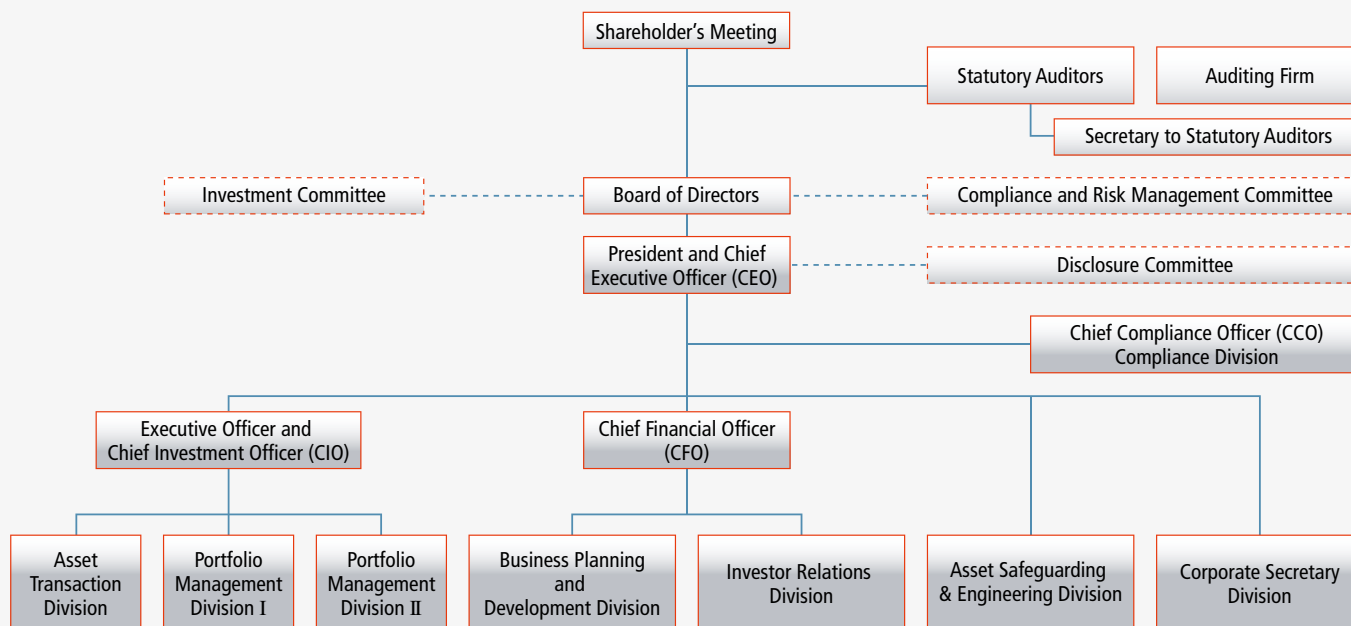 Shareholder's Meeting
Statutory Auditors
Auditing Firm
Secretary to Statutory Auditors
Investment Committee
Board of Directors
Compliance and Risk Management Committee
President and Chief
Executive Officer (CEO)
Disclosure Committee
Chief Compliance Officer (CCO)
Compliance Division
Executive Officer and
Chief Investment Officer (CIO)
Chief Financial Officer
(CFO)
Asset
Transaction
Division
Portfolio
Management
Division I
Portfolio
Management
Division II
Business Planning
and
Development Division
Investor Relations
Division
Asset Safeguarding
& Engineering Division
Corporate Secretary
Division